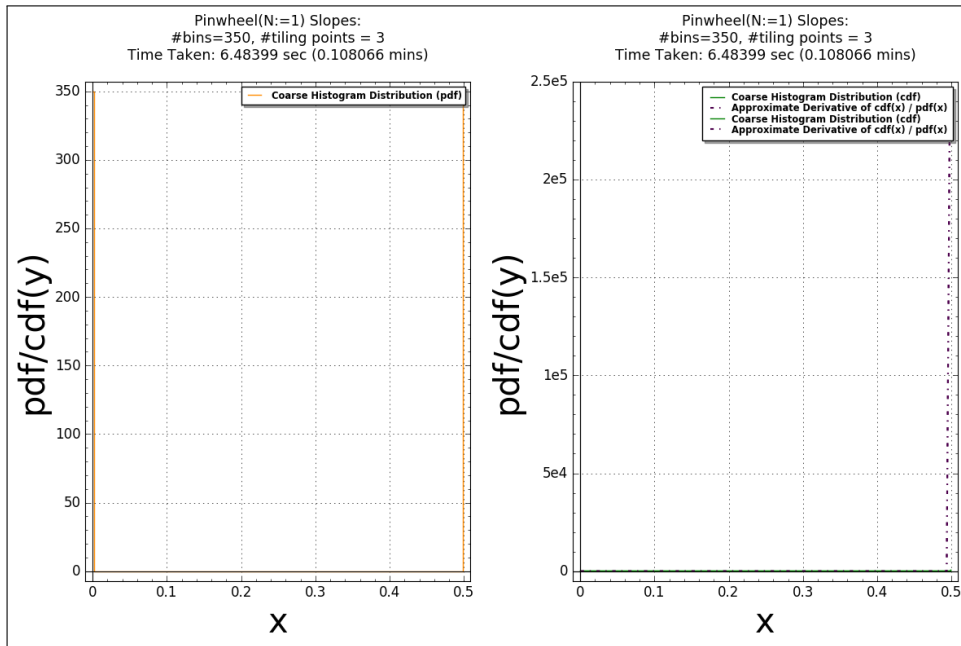 Pinwheel(N:=1) Slopes:
#bins=350, #tiling points = 3
Time Taken: 6.48399 sec (0.108066 mins)
Coarse Histogram Distribution (pdf)
350
300
250
200
150
100
50
0
pdf/cdf(y)
0 0.1 0.2 0.3 0.4 0.5
x
Pinwheel(N:=1) Slopes:
#bins=350, #tiling points = 3
Time Taken: 6.48399 sec (0.108066 mins)
Coarse Histogram Distribution (cdf)
Approximate Derivative of cdf(x) / pdf(x)
Coarse Histogram Distribution (cdf)
Approximate Derivative of cdf(x) / pdf(x)
2.5e5
2e5
1.5e5
1e5
5e4
0
pdf/cdf(y)
0 0.1 0.2 0.3 0.4 0.5
x